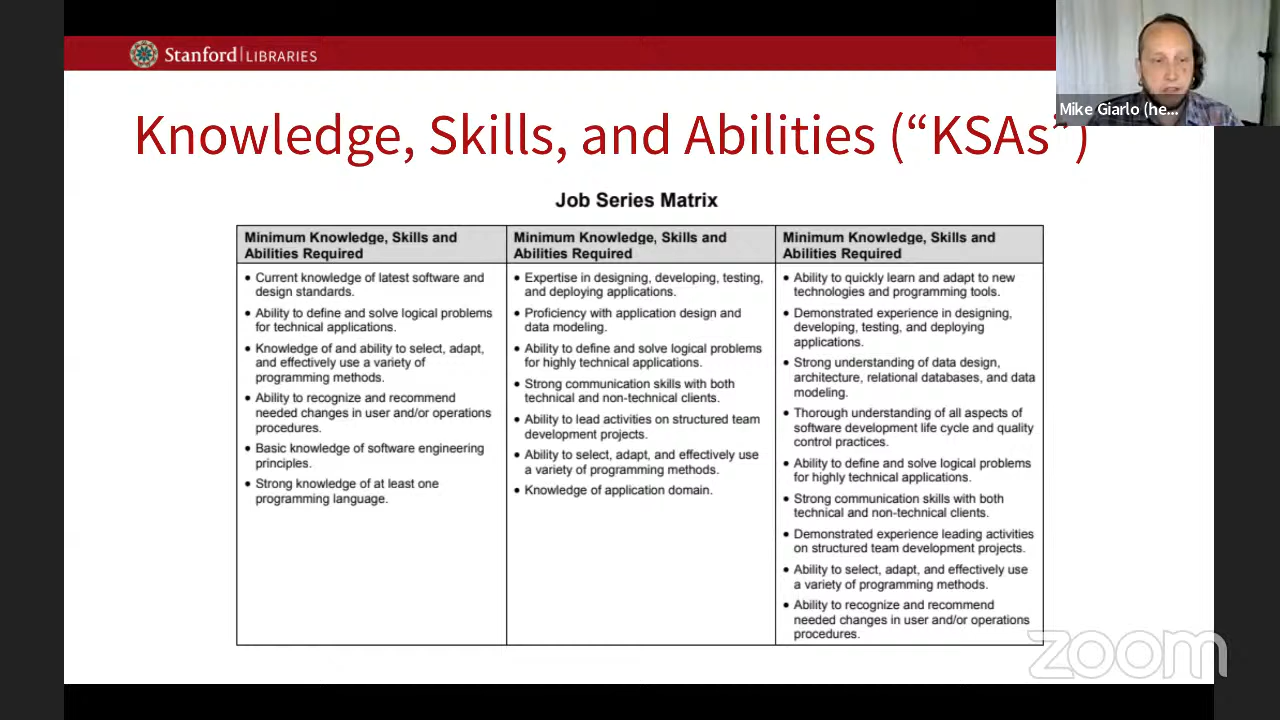 Stanford | LIBRARIES
Mike Giarlo (he...
Knowledge, Skills, and Abilities (“KSAs”)
Job Series Matrix
Minimum Knowledge, Skills and
Abilities Required
• Current knowledge of latest software and
design standards.
• Ability to define and solve logical problems
for technical applications.
• Knowledge of and ability to select, adapt,
and effectively use a variety of
programming methods.
• Ability to recognize and recommend
needed changes in user and/or operations
procedures.
• Basic knowledge of software engineering
principles.
• Strong knowledge of at least one
programming language.
Minimum Knowledge, Skills and
Abilities Required
• Expertise in designing, developing, testing,
and deploying applications.
• Proficiency with application design and
data modeling.
• Ability to define and solve logical problems
for highly technical applications.
• Strong communication skills with both
technical and non-technical clients.
• Ability to lead activities on structured team
development projects.
• Ability to select, adapt, and effectively use
a variety of programming methods.
• Knowledge of application domain.
Minimum Knowledge, Skills and
Abilities Required
• Ability to quickly learn and adapt to new
technologies and programming tools.
• Demonstrated experience in designing,
developing, testing, and deploying
applications.
• Strong understanding of data design,
architecture, relational databases, and data
modeling.
• Thorough understanding of all aspects of
software development life cycle and quality
control practices.
• Ability to define and solve logical problems
for highly technical applications.
• Strong communication skills with both
technical and non-technical clients.
• Demonstrated experience leading activities
on structured team development projects.
• Ability to select, adapt, and effectively use
a variety of programming methods.
• Ability to recognize and recommend
needed changes in user and/or operations
procedures.
zoom